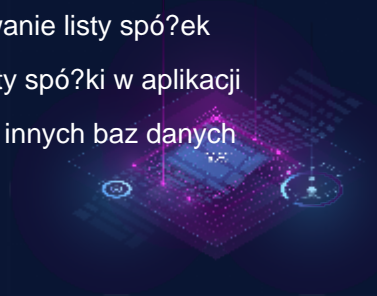 wanie listy spó?ek
ty spó?ki w aplikacji
innych baz danych